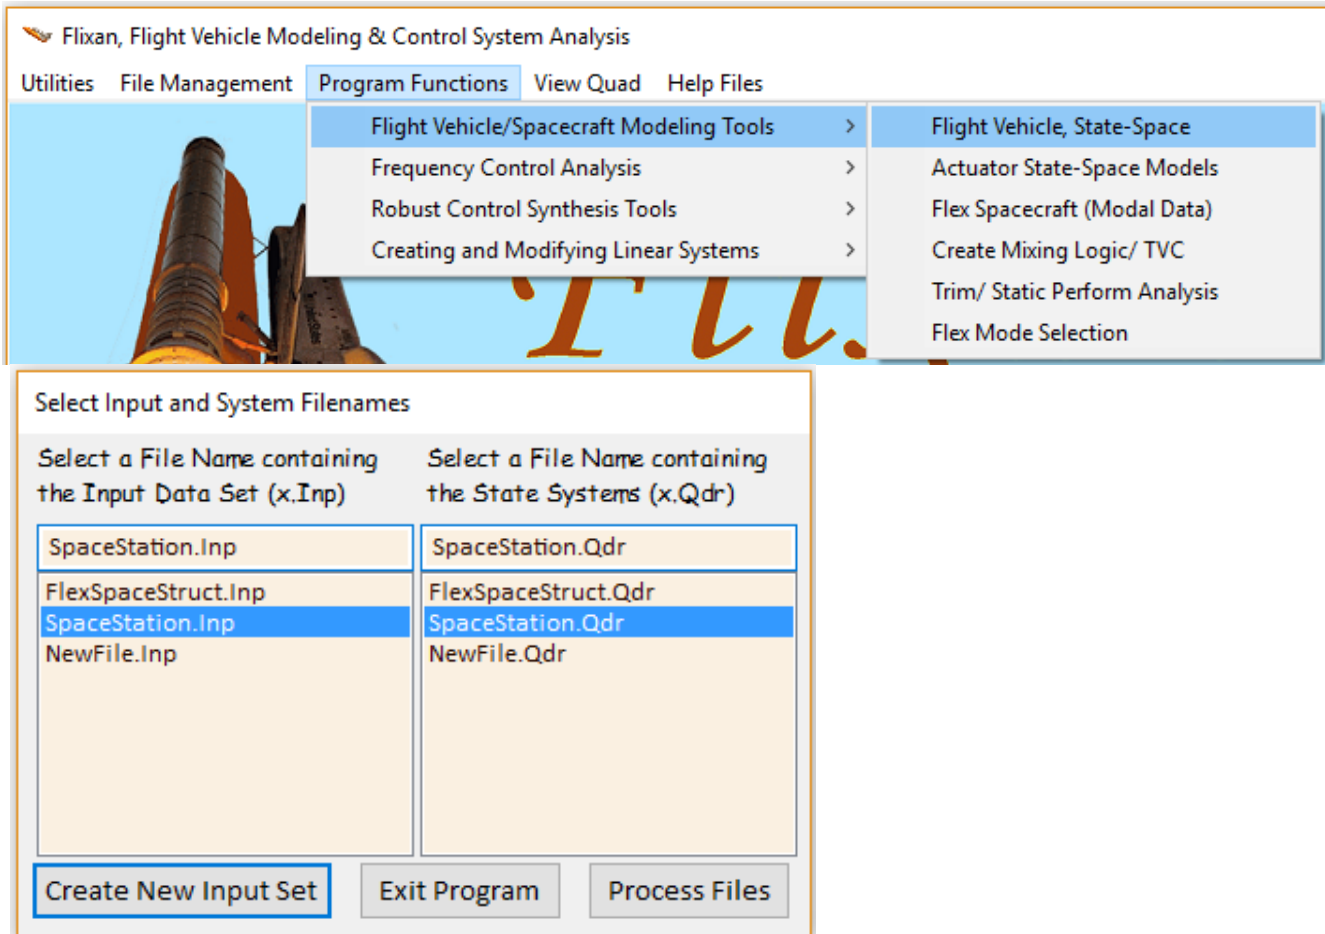 Flixan, Flight Vehicle Modeling & Control System Analysis
Utilities File Management Program Functions View Quad Help Files
Flight Vehicle/Spacecraft Modeling Tools >
Frequency Control Analysis >
Robust Control Synthesis Tools >
Creating and Modifying Linear Systems >
Flight Vehicle, State-Space
Actuator State-Space Models
Flex Spacecraft (Modal Data)
Create Mixing Logic/ TVC
Trim/ Static Perform Analysis
Flex Mode Selection
Select Input and System Filenames
Select a File Name containing
the Input Data Set (x.Inp)
SpaceStation.Inp
FlexSpaceStruct.Inp
SpaceStation.Inp
NewFile.Inp
Select a File Name containing
the State Systems (x.Qdr)
SpaceStation.Qdr
FlexSpaceStruct.Qdr
SpaceStation.Qdr
NewFile.Qdr
Create New Input Set Exit Program Process Files